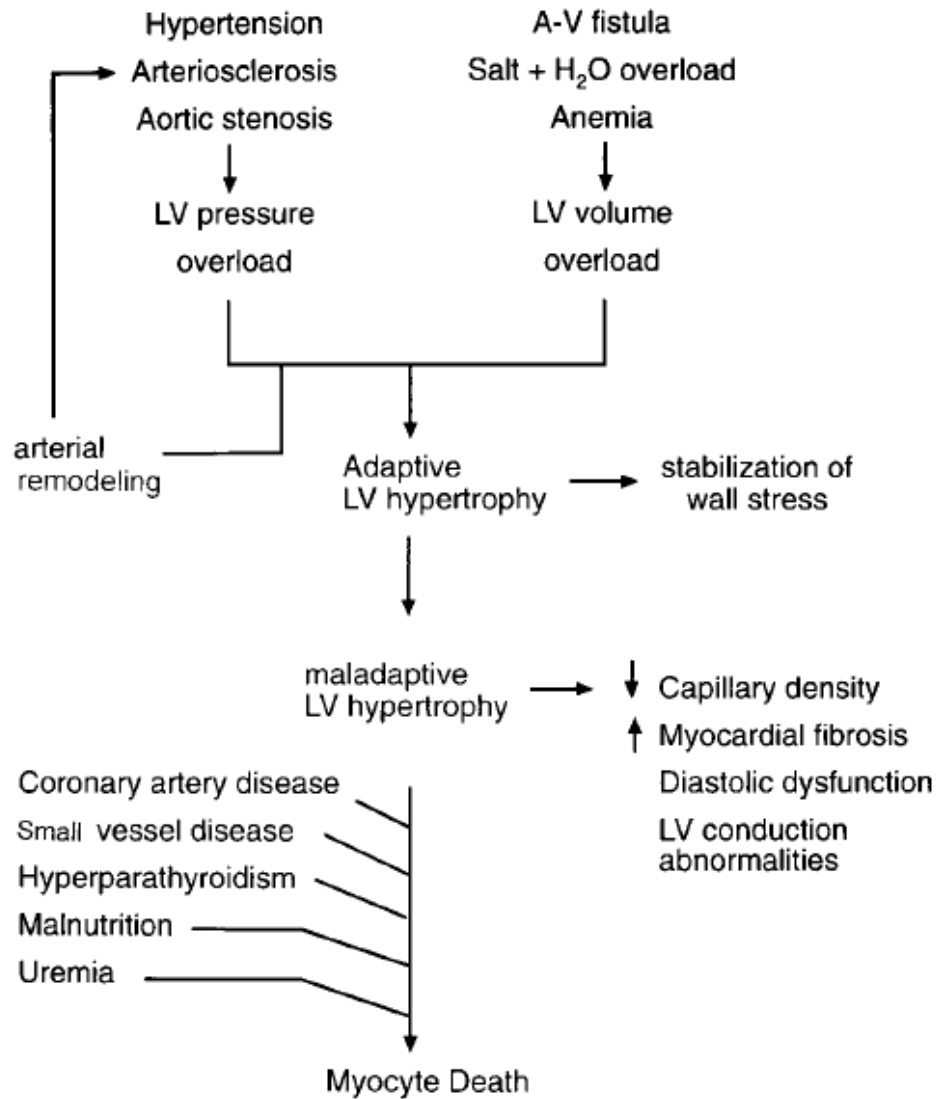 Hypertension
Arteriosclerosis
Aortic stenosis
LV pressure
overload
A-V fistula
Salt + H₂O overload
Anemia
LV volume
overload
arterial
remodeling
Adaptive
LV hypertrophy
stabilization of
wall stress
maladaptive
LV hypertrophy
↓ Capillary density
↑ Myocardial fibrosis
Diastolic dysfunction
LV conduction
abnormalities
Coronary artery disease
Small vessel disease
Hyperparathyroidism
Malnutrition
Uremia
Myocyte Death